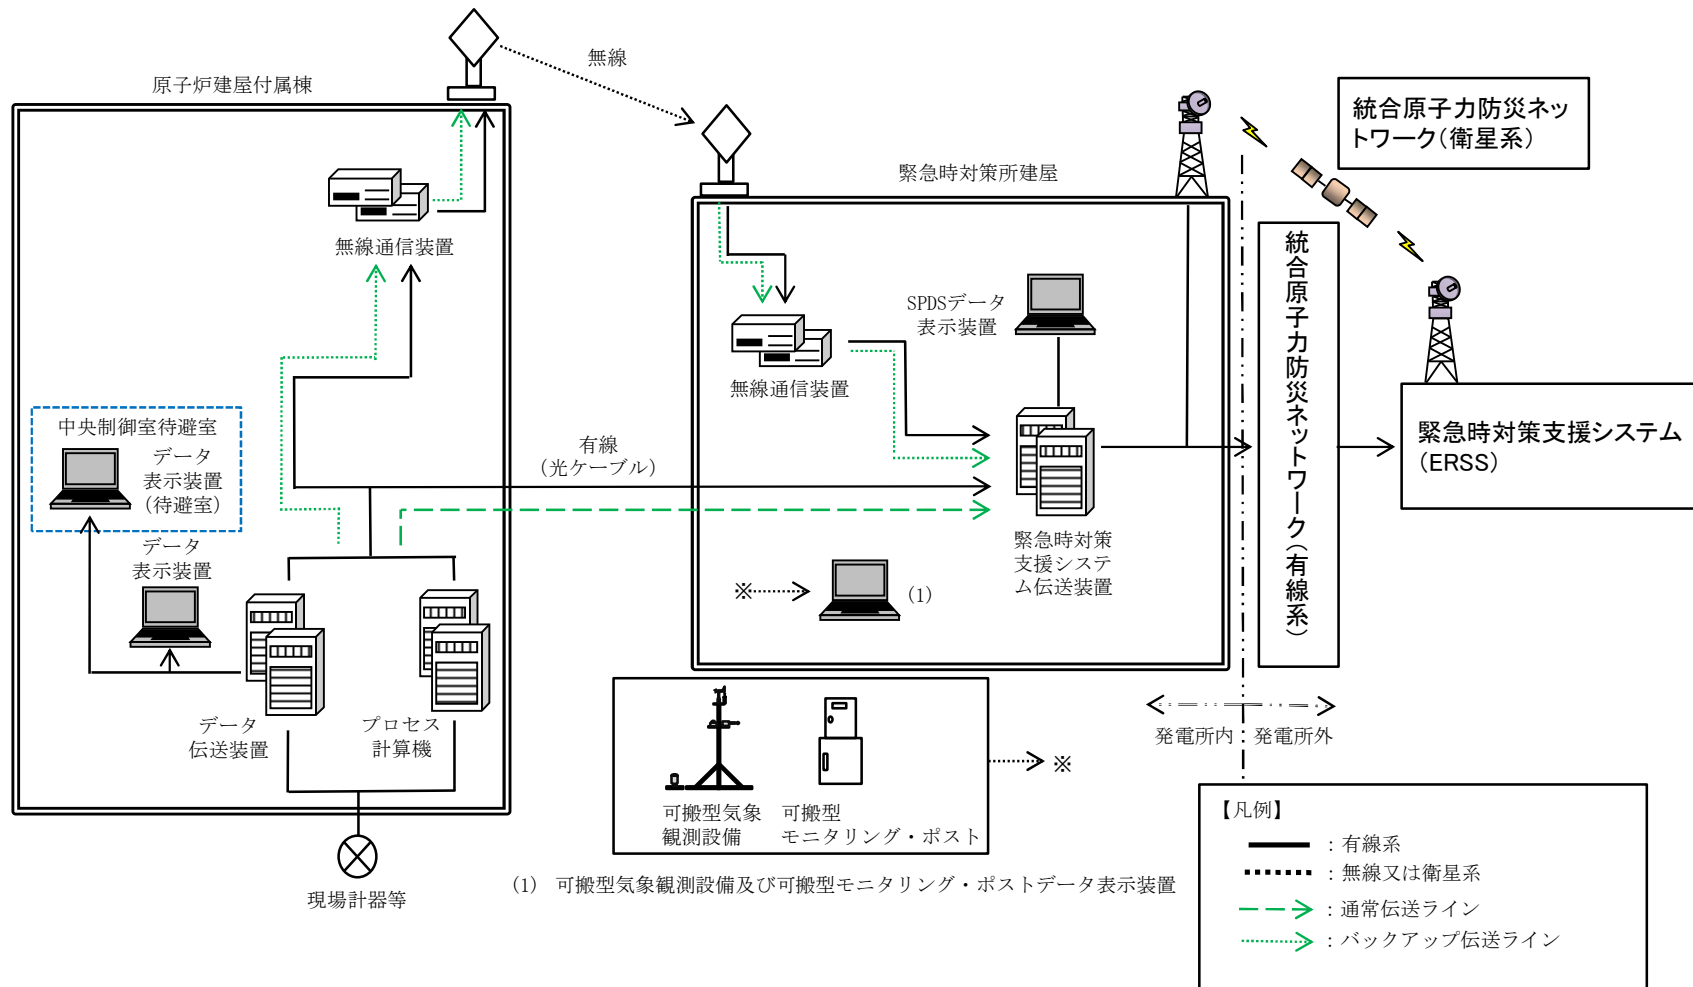 原子炉建屋付属棟
無線
無線通信装置
中央制御室待避室
データ
表示装置
(待避室)
データ
表示装置
データ
伝送装置
プロセス
計算機
現場計器等
有線
(光ケーブル)
緊急時対策所建屋
無線通信装置
SPDSデータ
表示装置
緊急時対策
支援システ
ム伝送装置
※
(1)
可搬型気象
観測設備
可搬型
モニタリング・ポスト
※
(1) 可搬型気象観測設備及び可搬型モニタリング・ポストデータ表示装置
統合原子力防災ネッ
トワーク(衛星系)
統合原子力防災ネットワーク(有線系)
緊急時対策支援システム
(ERSS)
発電所内
発電所外
【凡例】
:有線系
:無線又は衛星系
:通常伝送ライン
:バックアップ伝送ライン